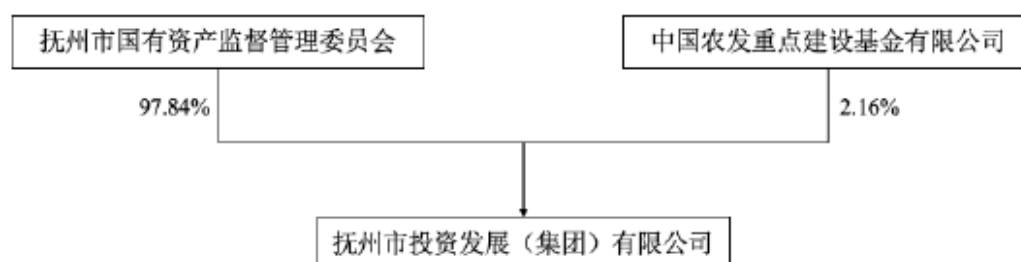 抚州市国有资产监督管理委员会
中国农发重点建设基金有限公司
97.84%
2.16%
抚州市投资发展（集团）有限公司